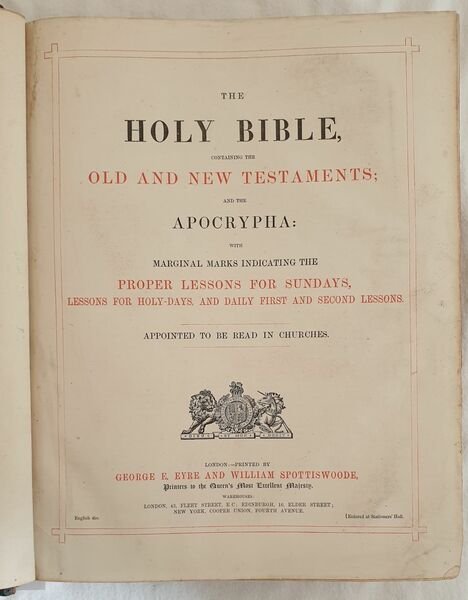 THE
HOLY BIBLE,
CONTAINING THE
OLD AND NEW TESTAMENTS;
AND THE
APOCRYPHA:
WITH
MARGINAL MARKS INDICATING THE
PROPER LESSONS FOR SUNDAYS,
LESSONS FOR HOLY-DAYS, AND DAILY FIRST AND SECOND LESSONS.
APPOINTED TO BE READ IN CHURCHES.
DIEU ET MON DROIT
LONDON:—PRINTED BY
GEORGE E. EYRE AND WILLIAM SPOTTISWOODE,
Printers to the Queen's Most Excellent Majesty.
WAREHOUSES:
LONDON, 43, FLEET STREET, E.C: EDINBURGH, 16, ELDER STREET;
NEW YORK, COOPER UNION, FOURTH AVENUE.
English 4to.
[Entered at Stationers' Hall.